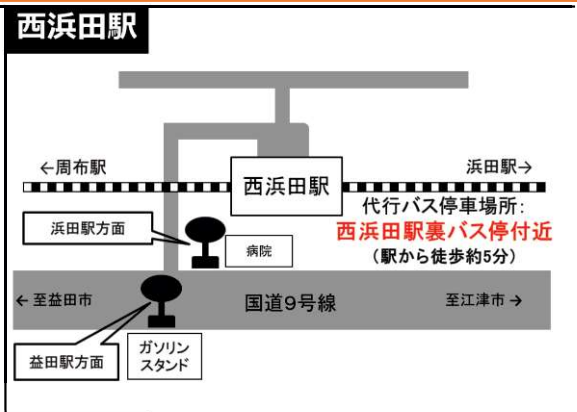 西浜田駅
←周布駅
浜田駅→
西浜田駅
代行バス停車場所:
西浜田駅裏バス停付近
(駅から徒歩約5分)
浜田駅方面
病院
←至益田市
国道9号線
至江津市→
益田駅方面
ガソリン
スタンド